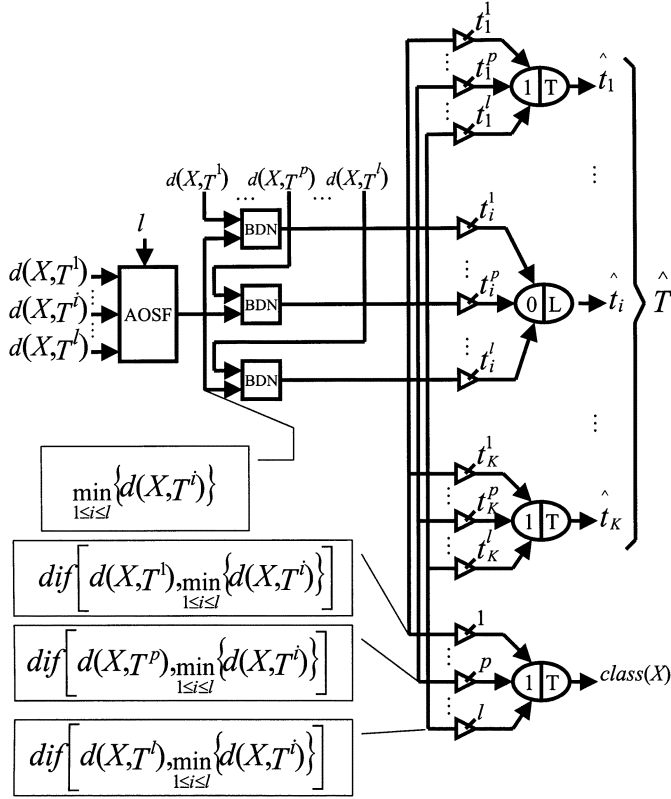 t_1^1
t_1^p
t_1^l
1 T
t̂_1
d(X,T^1) ... d(X,T^p) ... d(X,T^l)
l
BDN
t_i^1
d(X,T^1)
d(X,T^i)
d(X,T^l)
AOSF
BDN
t_i^p
0 L
t̂_i
T̂
BDN
t_i^l
min_{1≤i≤l}{d(X,T^i)}
t_K^1
t_K^p
t_K^l
1 T
t̂_K
dif[d(X,T^1),min_{1≤i≤l}{d(X,T^i)}]
dif[d(X,T^p),min_{1≤i≤l}{d(X,T^i)}]
dif[d(X,T^l),min_{1≤i≤l}{d(X,T^i)}]
1
p
l
1 T
class(X)